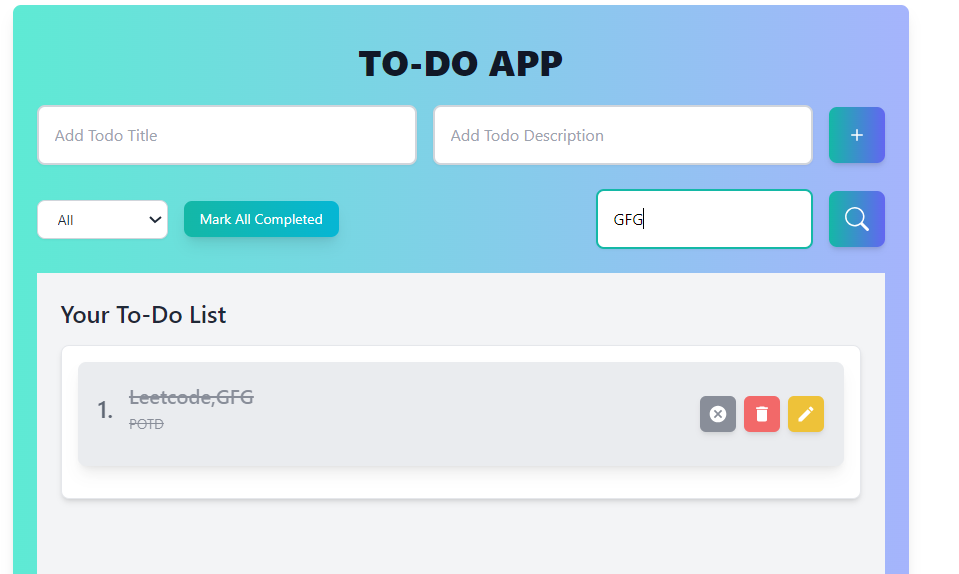 TO-DO APP
Add Todo Title
Add Todo Description
+
All
Mark All Completed
GFG
Your To-Do List
1.
Leetcode,GFG
POTD